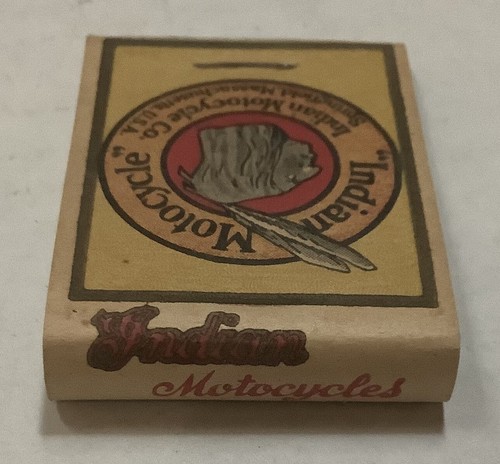 "Indian Motocycle"
Indian Motocycle Co.
Springfield Massachusetts, U.S.A.
Indian
Motocycles